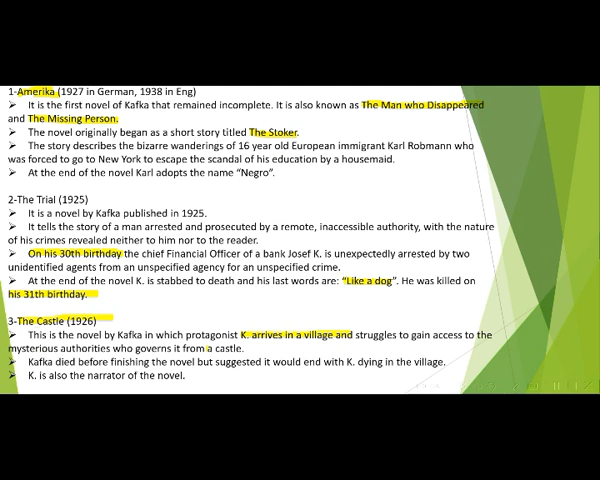 1-Amerika (1927 in German, 1938 in Eng)
➢ It is the first novel of Kafka that remained incomplete. It is also known as The Man who Disappeared
and The Missing Person.
➢ The novel originally began as a short story titled The Stoker.
➢ The story describes the bizarre wanderings of 16 year old European immigrant Karl Robmann who
was forced to go to New York to escape the scandal of his education by a housemaid.
➢ At the end of the novel Karl adopts the name “Negro”.
2-The Trial (1925)
➢ It is a novel by Kafka published in 1925.
➢ It tells the story of a man arrested and prosecuted by a remote, inaccessible authority, with the nature
of his crimes revealed neither to him nor to the reader.
➢ On his 30th birthday the chief Financial Officer of a bank Josef K. is unexpectedly arrested by two
unidentified agents from an unspecified agency for an unspecified crime.
➢ At the end of the novel K. is stabbed to death and his last words are: “Like a dog”. He was killed on
his 31th birthday.
3-The Castle (1926)
➢ This is the novel by Kafka in which protagonist K. arrives in a village and struggles to gain access to the
mysterious authorities who governs it from a castle.
➢ Kafka died before finishing the novel but suggested it would end with K. dying in the village.
➢ K. is also the narrator of the novel.